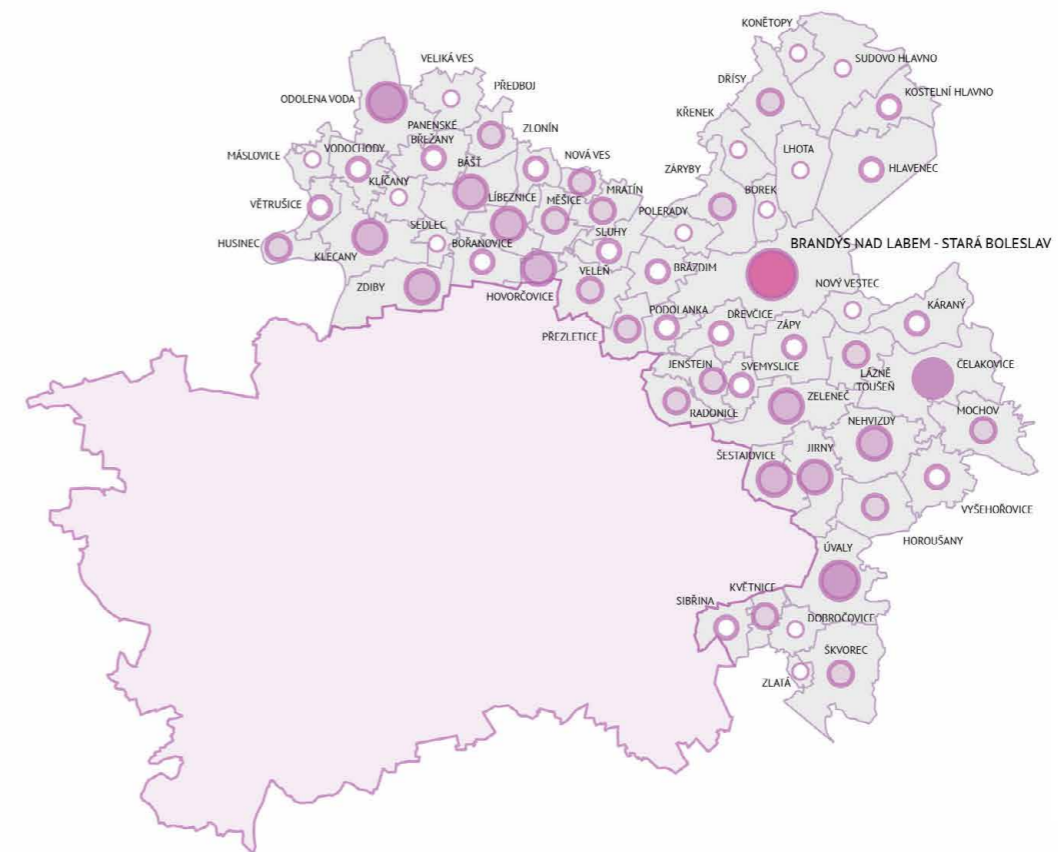 KONĚTOPY
VELIKÁ VES
SUDOVO HLAVNO
DŘÍSY
PŘEDBOJ
KOSTELNÍ HLAVNO
ODOLENA VODA
KŘENEK
PANENSKÉ
BŘEŽANY
ZLONÍN
VODOCHODY
LHOTA
MÁSLOVICE
BÁŠŤ
NOVÁ VES
ZÁRYBY
HLAVENEC
KLÍČANY
MRATÍN
BOREK
LÍBEZNICE
MĚŠICE
VĚTRUŠICE
POLERADY
SEDLEC
SLUHY
HUSINEC
BOŘANOVICE
BRANDÝS NAD LABEM - STARÁ BOLESLAV
KLECANY
VELEŇ
BRÁZDIM
NOVÝ VESTEC
ZDIBY
HOVORČOVICE
KÁRANÝ
PODOLANKA
DŘEVČICE
ZÁPY
PŘEZLETICE
JENŠTEJN
SVÉMYSLICE
ČELAKOVICE
LÁZNĚ
TOUŠEŇ
ZELENEČ
RADONICE
MOCHOV
NEHVIZDY
JIRNY
ŠESTAJOVICE
VYŠEHOŘOVICE
HOROUŠANY
ÚVALY
KVĚTNICE
SIBŘINA
DOBROČOVICE
ŠKVOREC
ZLATÁ